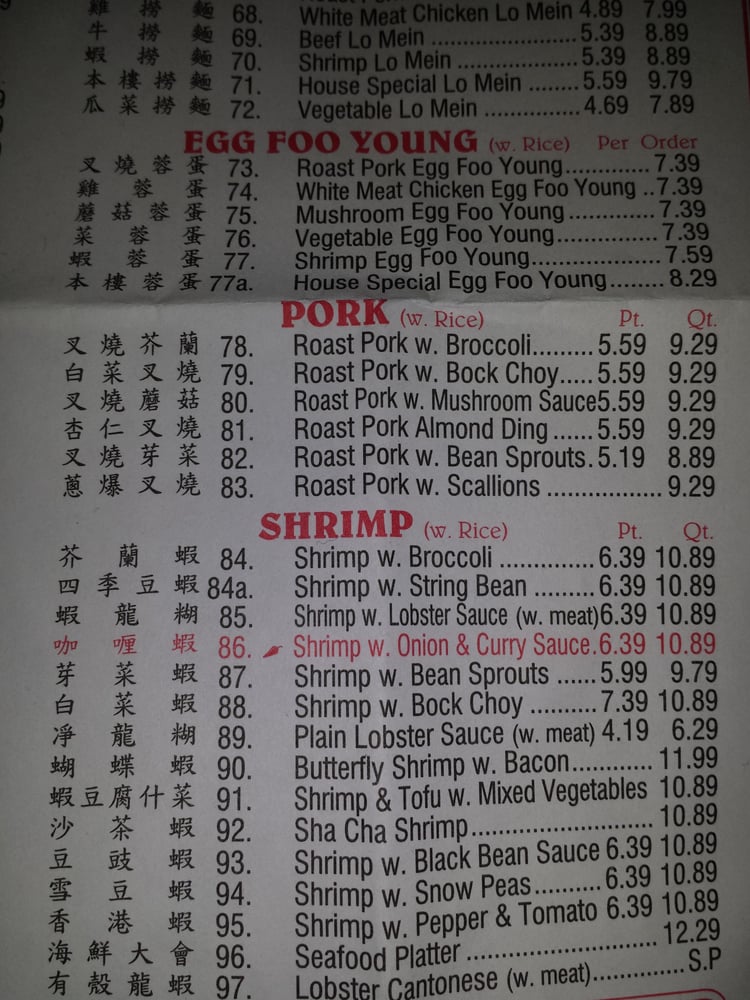 雞撈麵 68. White Meat Chicken Lo Mein 4.89 7.99
牛撈麵 69. Beef Lo Mein 5.39 8.89
蝦撈麵 70. Shrimp Lo Mein 5.39 8.89
本樓撈麵 71. House Special Lo Mein 5.59 9.79
瓜菜撈麵 72. Vegetable Lo Mein 4.69 7.89
EGG FOO YOUNG (w. Rice) Per Order
叉燒蓉蛋 73. Roast Pork Egg Foo Young 7.39
雞蓉蛋 74. White Meat Chicken Egg Foo Young ..7.39
蘑菇蓉蛋 75. Mushroom Egg Foo Young 7.39
菜蓉蛋 76. Vegetable Egg Foo Young 7.39
蝦蓉蛋 77. Shrimp Egg Foo Young 7.59
本樓蓉蛋 77a. House Special Egg Foo Young 8.29
PORK (w. Rice) Pt. Qt.
叉燒芥蘭 78. Roast Pork w. Broccoli 5.59 9.29
白菜叉燒 79. Roast Pork w. Bock Choy 5.59 9.29
叉燒蘑菇 80. Roast Pork w. Mushroom Sauce 5.59 9.29
杏仁叉燒 81. Roast Pork Almond Ding 5.59 9.29
叉燒芽菜 82. Roast Pork w. Bean Sprouts 5.19 8.89
蔥爆叉燒 83. Roast Pork w. Scallions 9.29
SHRIMP (w. Rice) Pt. Qt.
芥蘭蝦 84. Shrimp w. Broccoli 6.39 10.89
四季豆蝦 84a. Shrimp w. String Bean 6.39 10.89
蝦龍糊 85. Shrimp w. Lobster Sauce (w. meat) 6.39 10.89
咖喱蝦 86. Shrimp w. Onion & Curry Sauce 6.39 10.89
芽菜蝦 87. Shrimp w. Bean Sprouts 5.99 9.79
白菜蝦 88. Shrimp w. Bock Choy 7.39 10.89
凈龍糊 89. Plain Lobster Sauce (w. meat) 4.19 6.29
蝴蝶蝦 90. Butterfly Shrimp w. Bacon 11.99
蝦豆腐什菜 91. Shrimp & Tofu w. Mixed Vegetables 10.89
沙茶蝦 92. Sha Cha Shrimp 10.89
豆豉蝦 93. Shrimp w. Black Bean Sauce 6.39 10.89
雪豆蝦 94. Shrimp w. Snow Peas 6.39 10.89
香港蝦 95. Shrimp w. Pepper & Tomato 6.39 10.89
海鮮大會 96. Seafood Platter 12.29
有殼龍蝦 97. Lobster Cantonese (w. meat) S.P